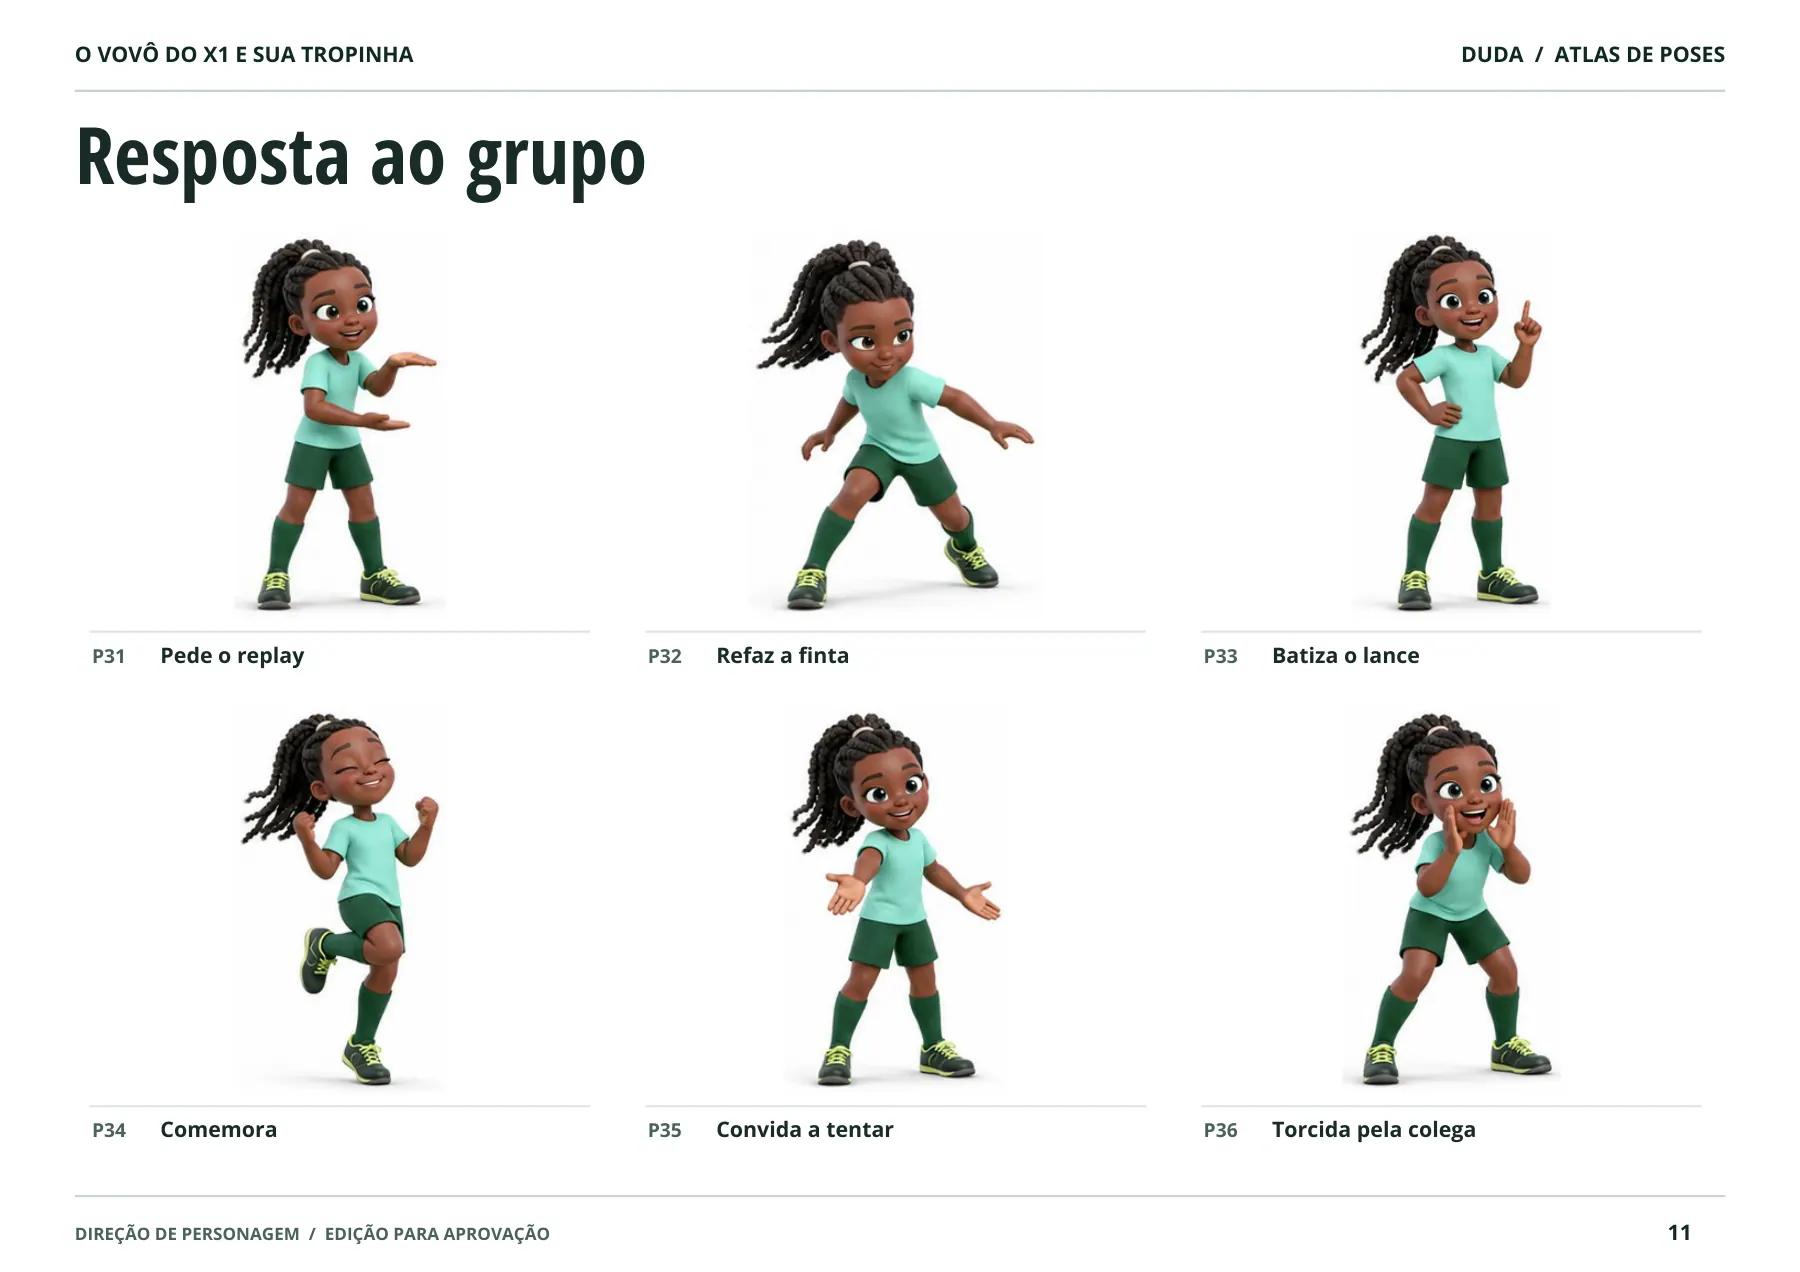 O VOVÔ DO X1 E SUA TROPINHA
DUDA / ATLAS DE POSES
Resposta ao grupo
P31 Pede o replay
P32 Refaz a finta
P33 Batiza o lance
P34 Comemora
P35 Convida a tentar
P36 Torcida pela colega
DIREÇÃO DE PERSONAGEM / EDIÇÃO PARA APROVAÇÃO
11